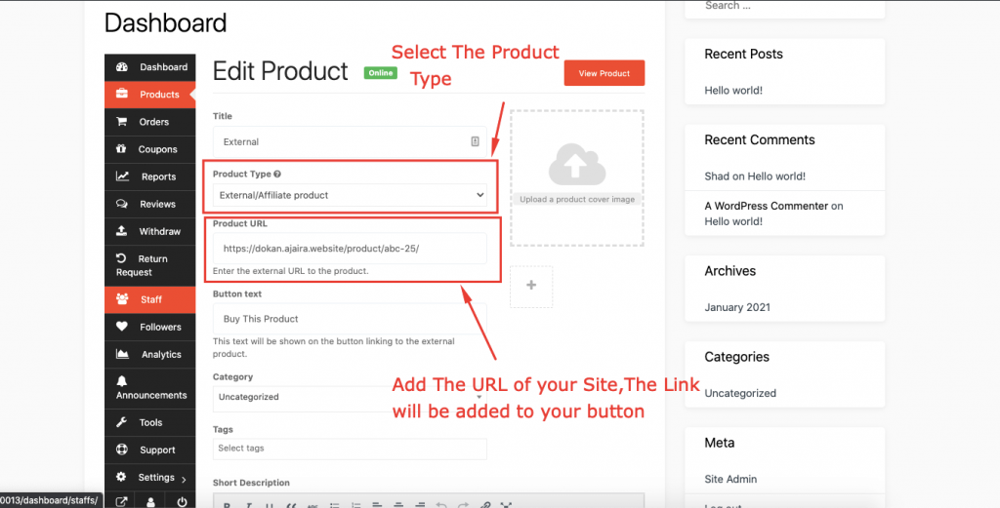 Dashboard
Select The Product
Type
Dashboard
Products
Orders
Coupons
Reports
Reviews
Withdraw
Return
Request
Staff
Followers
Analytics
Announcements
Tools
Support
Settings
Edit Product
Online
View Product
Title
External
Product Type
External/Affiliate product
Product URL
https://dokan.ajaira.website/product/abc-25/
Enter the external URL to the product.
Button text
Buy This Product
This text will be shown on the button linking to the external
product.
Category
Uncategorized
Tags
Select tags
Short Description
Upload a product cover image
+
Add The URL of your Site,The Link
will be added to your button
Search ...
Recent Posts
Hello world!
Recent Comments
Shad on Hello world!
A WordPress Commenter on
Hello world!
Archives
January 2021
Categories
Uncategorized
Meta
Site Admin
Log out
0013/dashboard/staffs/